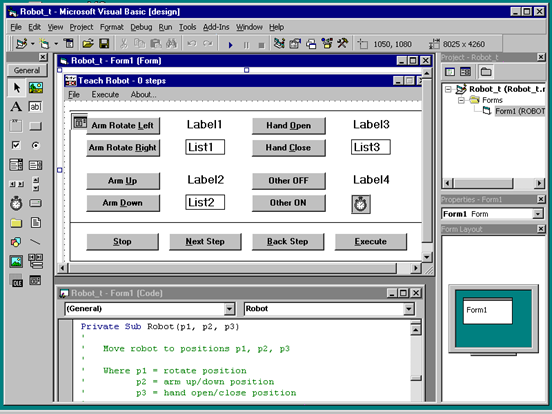 Robot_t - Microsoft Visual Basic [design]
File Edit View Project Format Debug Run Tools Add-Ins Window Help
1050, 1080 8025 x 4260
General
Robot_t - Form1 (Form)
Teach Robot - 0 steps
File Execute About...
Arm Rotate Left Label1 Hand Open Label3
Arm Rotate Right List1 Hand Close List3
Arm Up Label2 Other OFF Label4
Arm Down List2 Other ON
Stop Next Step Back Step Execute
OLE
Robot_t - Form1 (Code)
(General) Robot
Private Sub Robot(p1, p2, p3)
'
' Move robot to positions p1, p2, p3
'
' Where p1 = rotate position
' p2 = arm up/down position
' p3 = hand open/close position
Project - Robot_t
Robot_t (Robot_t.
Forms
Form1 (ROBOT
Properties - Form1
Form1 Form
Form Layout
Form1